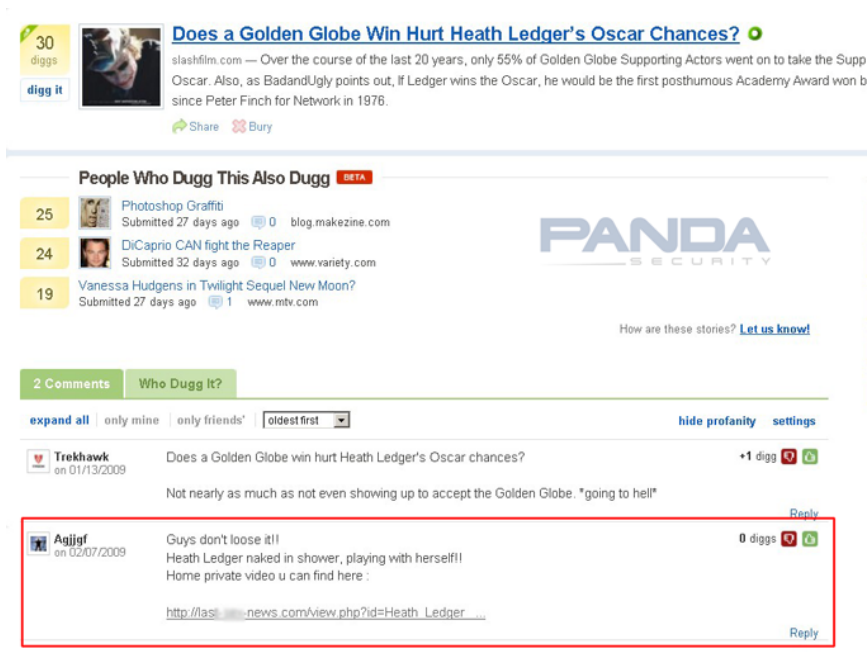 30
diggs
digg it
Does a Golden Globe Win Hurt Heath Ledger's Oscar Chances?
slashfilm.com — Over the course of the last 20 years, only 55% of Golden Globe Supporting Actors went on to take the Supp
Oscar. Also, as BadandUgly points out, If Ledger wins the Oscar, he would be the first posthumous Academy Award won b
since Peter Finch for Network in 1976.
Share Bury
People Who Dugg This Also Dugg BETA
25 Photoshop Graffiti
Submitted 27 days ago 0 blog.makezine.com
24 DiCaprio CAN fight the Reaper
Submitted 32 days ago 0 www.variety.com
19 Vanessa Hudgens in Twilight Sequel New Moon?
Submitted 27 days ago 1 www.mtv.com
PANDA
SECURITY
How are these stories? Let us know!
2 Comments Who Dugg It?
expand all only mine only friends' oldest first hide profanity settings
Trekhawk
on 01/13/2009
Does a Golden Globe win hurt Heath Ledger's Oscar chances? +1 digg
Not nearly as much as not even showing up to accept the Golden Globe. *going to hell*
Reply
Agjjgf
on 02/07/2009
Guys don't loose it!! 0 diggs
Heath Ledger naked in shower, playing with herself!!
Home private video u can find here :
http://last- -news.com/view.php?id=Heath_Ledger_ ...
Reply